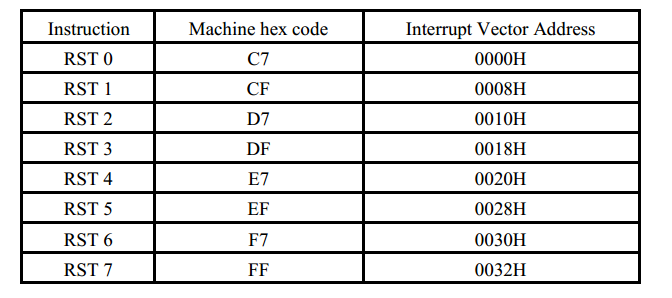 Instruction Machine hex code Interrupt Vector Address
RST 0 C7 0000H
RST 1 CF 0008H
RST 2 D7 0010H
RST 3 DF 0018H
RST 4 E7 0020H
RST 5 EF 0028H
RST 6 F7 0030H
RST 7 FF 0032H